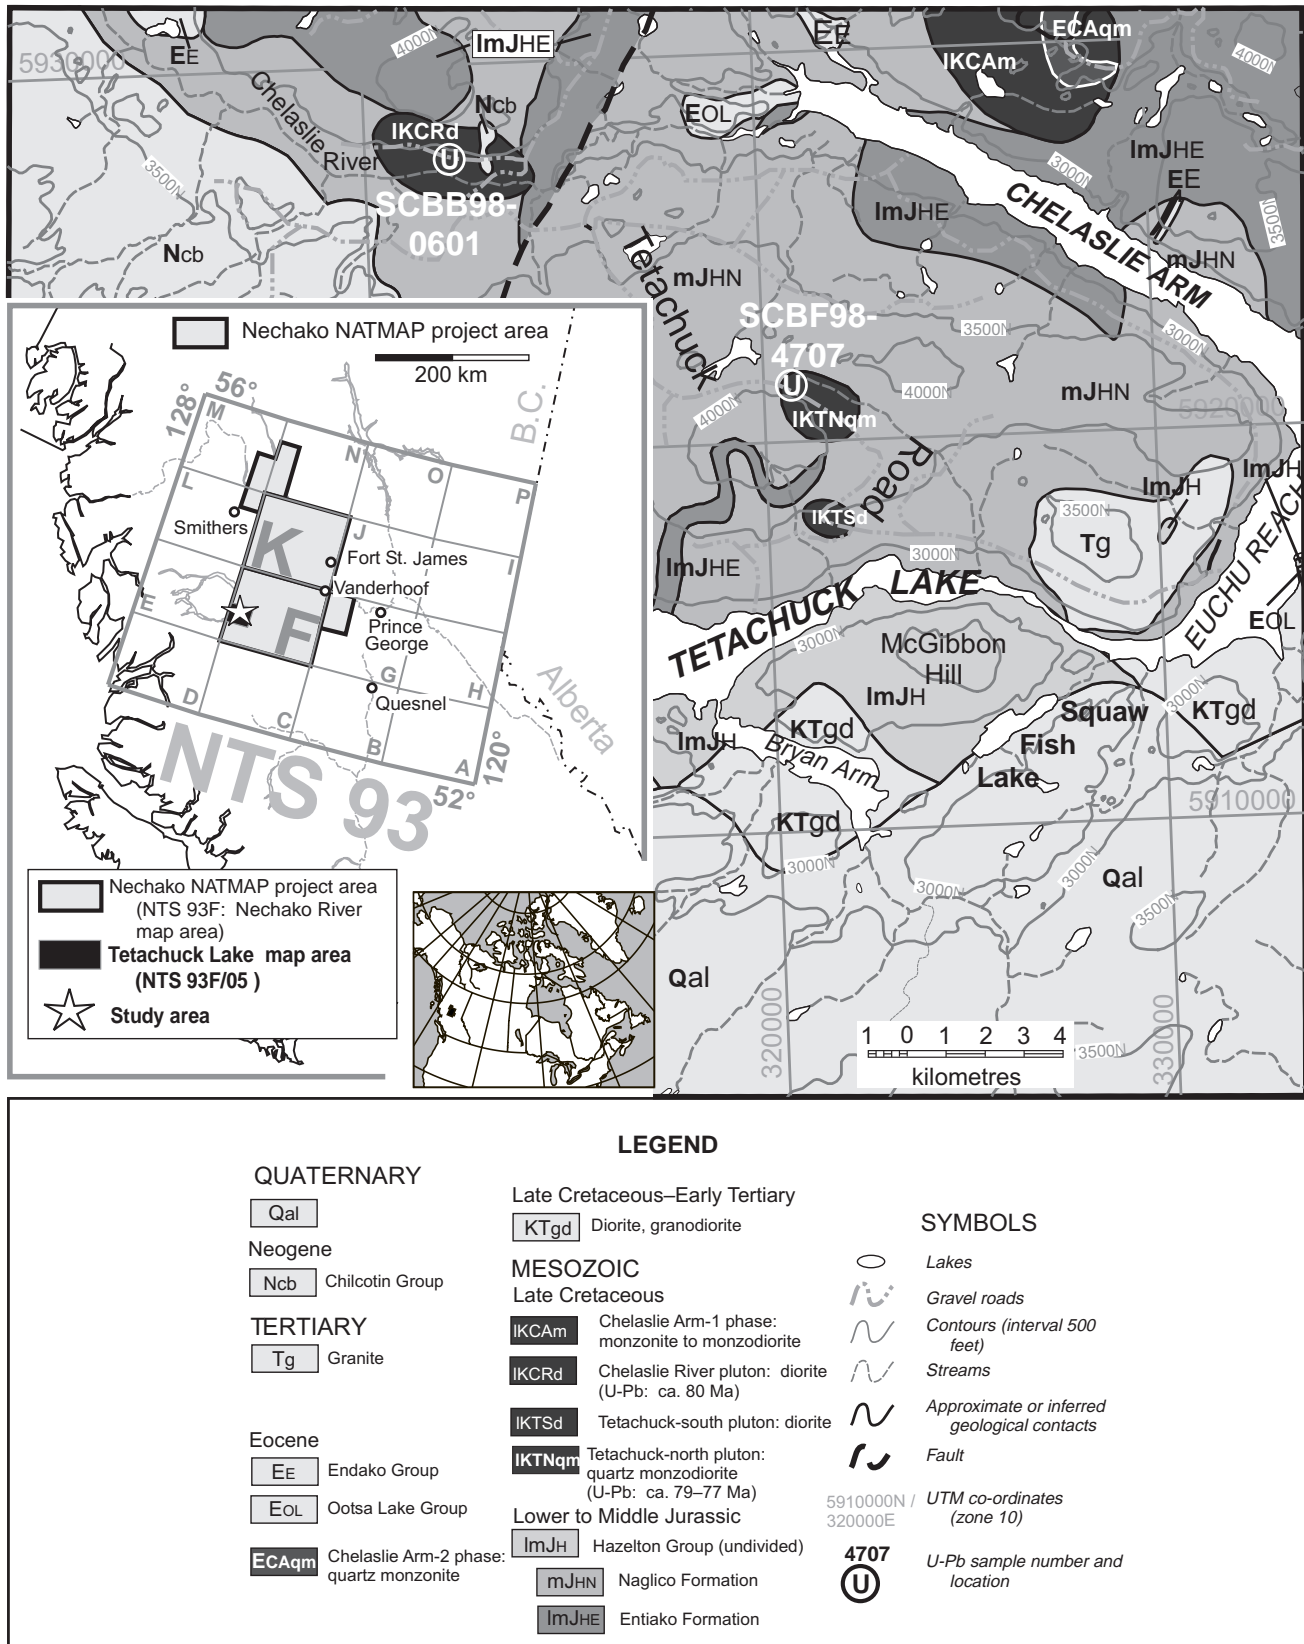 EE
4000N
lmJHE
EE
ECAqm
lKCAm
4000N
5930000
Chelaslie
River
lKCRd
Ncb
EOL
U
3500N
SCBB98-
0601
Ncb
3000N
lmJHE
EE
3500N
lmJHE
CHELASLIE ARM
mJHN
Tetachuck
mJHN
SCBF98-
4707
U
3500N
3000N
4000N
mJHN
5920000
4000N
lKTNqm
Road
lmJH
lmJH
3500N
lKTSd
Tg
3000N
lmJHE
TETACHUCK LAKE
EUCHU REACH
EOL
3000N
McGibbon
Hill
lmJH
3000N
KTgd
Squaw
Fish
Lake
KTgd
lmJH
Bryan Arm
5910000
KTgd
3000N
3000N
3000N
Qal
3500N
Qal
320000
330000
3500N
1 0 1 2 3 4
kilometres
Nechako NATMAP project area
200 km
B.C.
128°
56°
M
N
O
P
L
Smithers
K
J
Fort St. James
I
Vanderhoof
E
F
Prince
George
G
H
Alberta
D
C
Quesnel
B
A
120°
52°
NTS 93
Nechako NATMAP project area
(NTS 93F: Nechako River
map area)
Tetachuck Lake map area
(NTS 93F/05 )
Study area
LEGEND
QUATERNARY
Qal
Neogene
Ncb Chilcotin Group
TERTIARY
Tg Granite
Eocene
EE Endako Group
EOL Ootsa Lake Group
ECAqm Chelaslie Arm-2 phase:
quartz monzonite
Late Cretaceous–Early Tertiary
KTgd Diorite, granodiorite
MESOZOIC
Late Cretaceous
lKCAm Chelaslie Arm-1 phase:
monzonite to monzodiorite
lKCRd Chelaslie River pluton: diorite
(U-Pb: ca. 80 Ma)
lKTSd Tetachuck-south pluton: diorite
lKTNqm Tetachuck-north pluton:
quartz monzodiorite
(U-Pb: ca. 79–77 Ma)
Lower to Middle Jurassic
lmJH Hazelton Group (undivided)
mJHN Naglico Formation
lmJHE Entiako Formation
SYMBOLS
Lakes
Gravel roads
Contours (interval 500
feet)
Streams
Approximate or inferred
geological contacts
Fault
5910000N / UTM co-ordinates
320000E (zone 10)
4707 U-Pb sample number and
U location